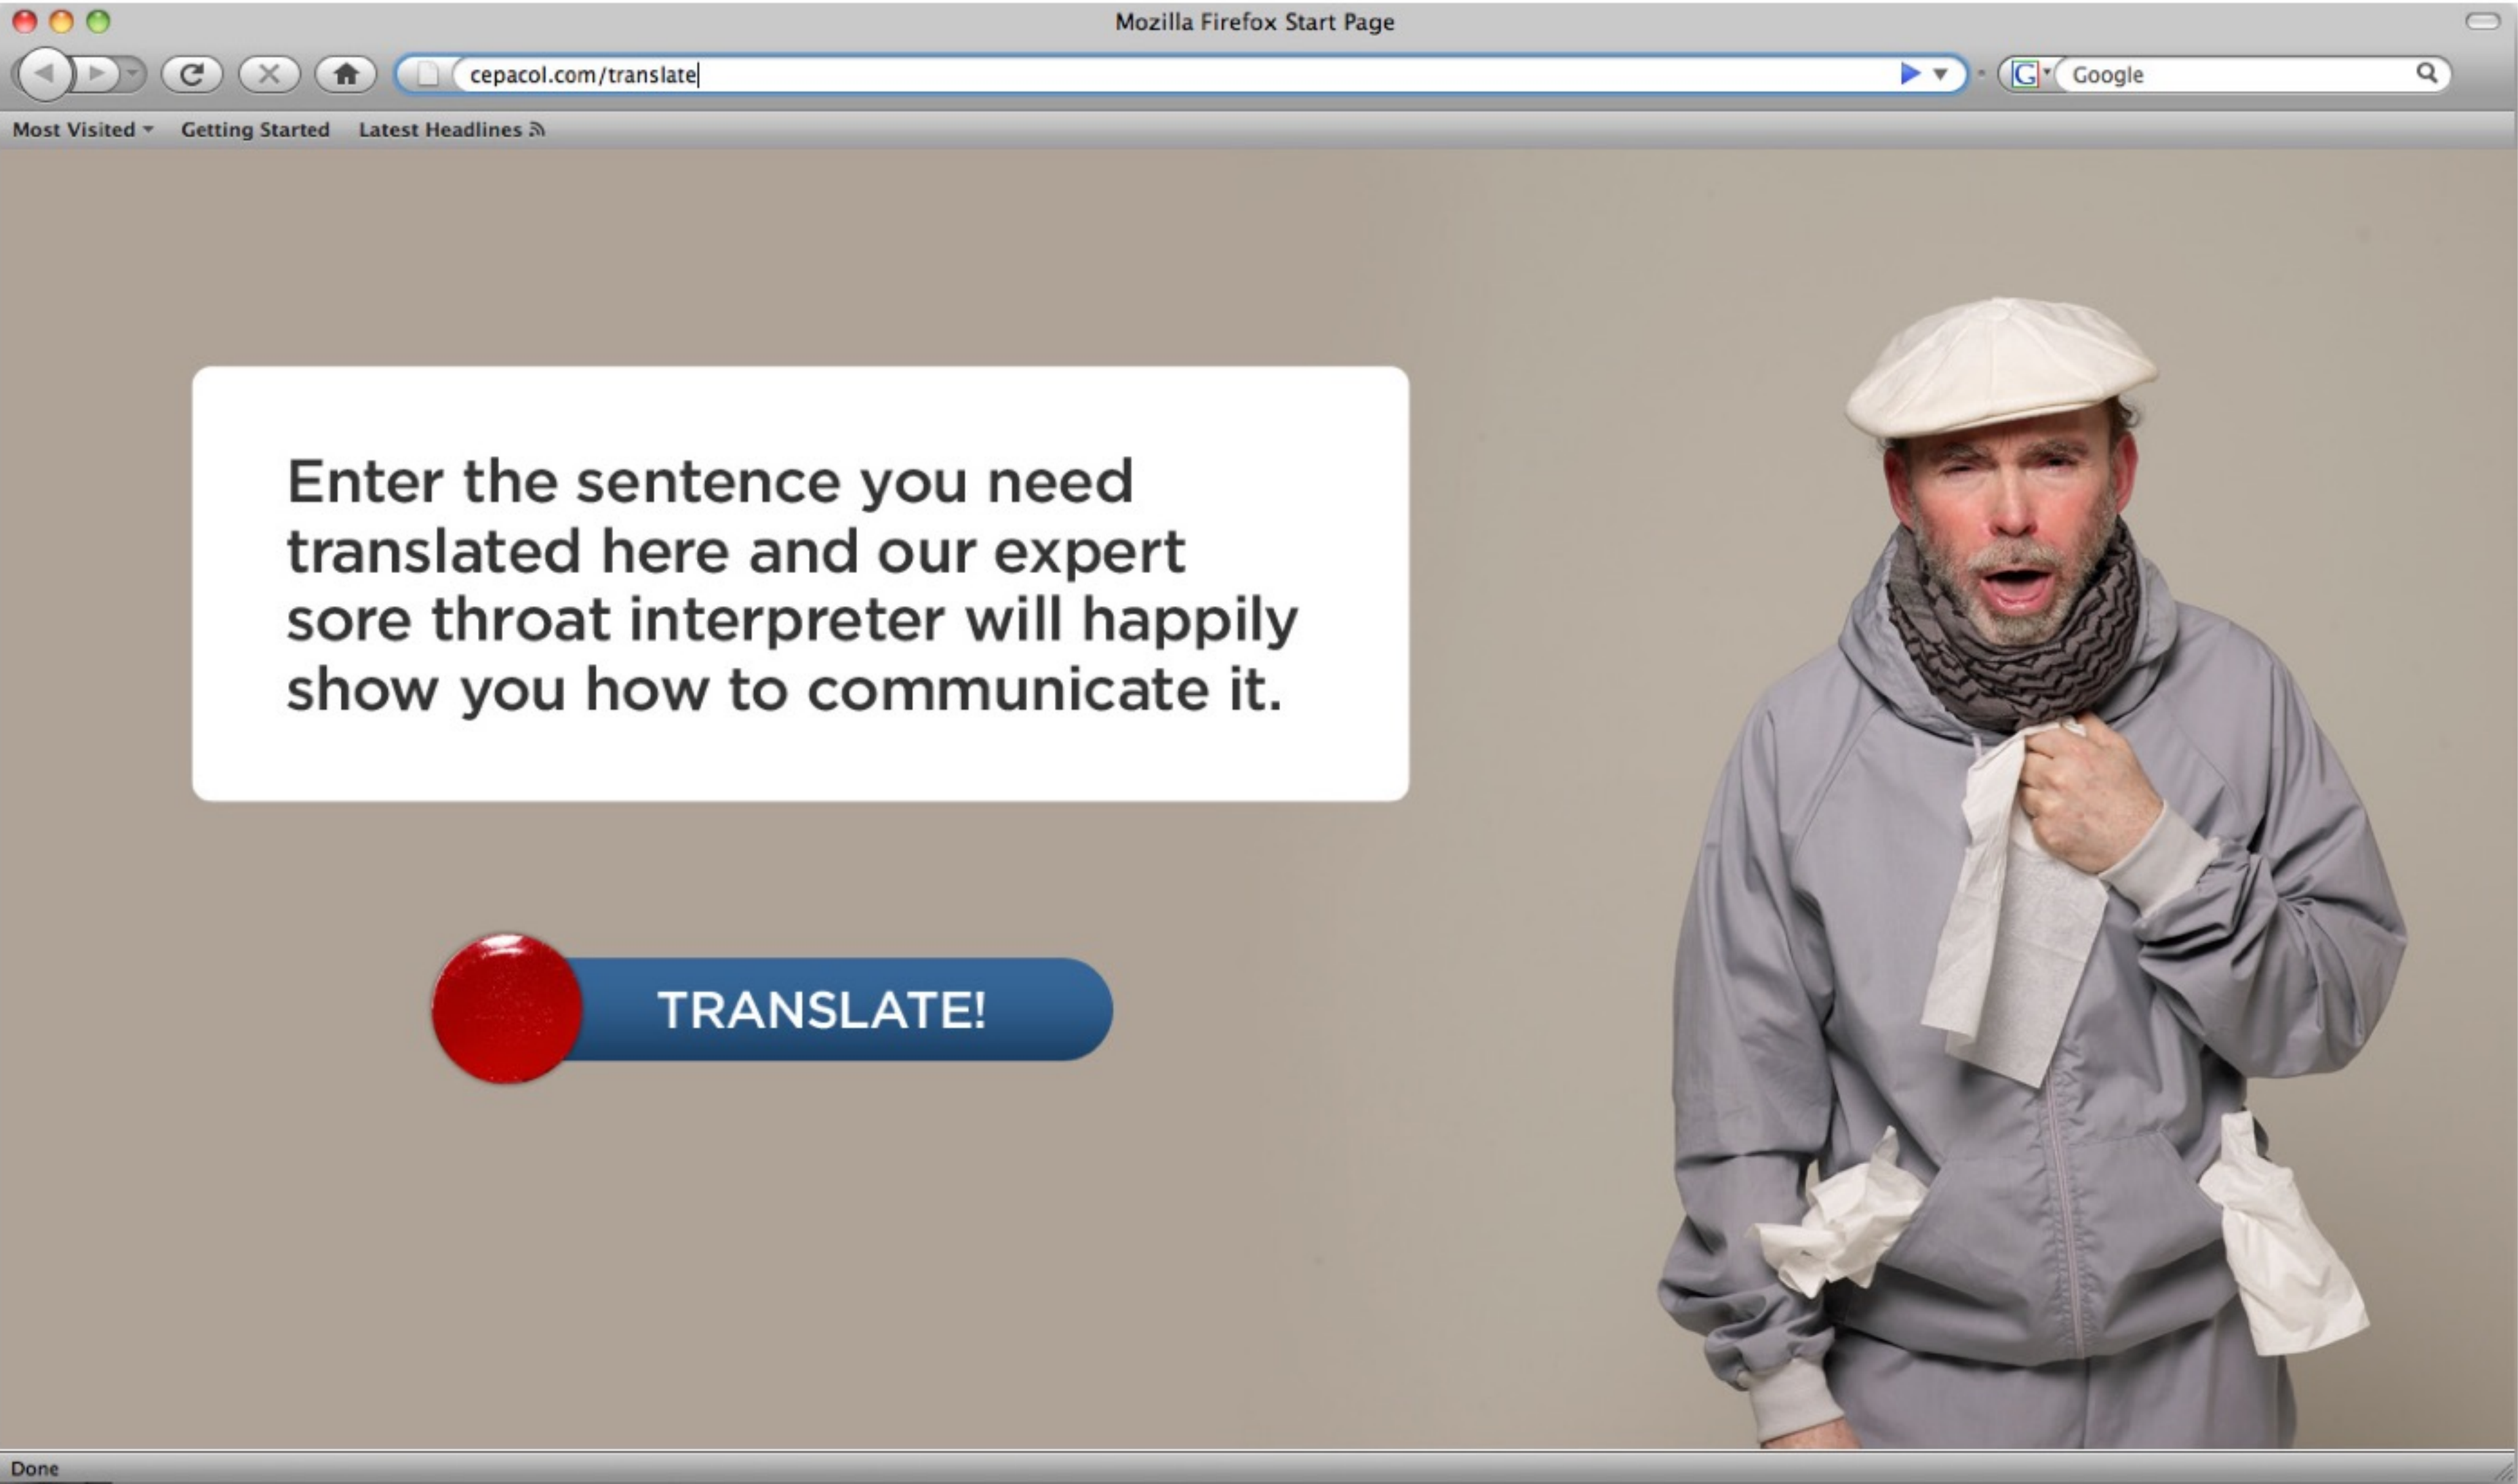 Mozilla Firefox Start Page
cepacol.com/translate
G
Google
Most Visited Getting Started Latest Headlines
Enter the sentence you need
translated here and our expert
sore throat interpreter will happily
show you how to communicate it.
TRANSLATE!
Done